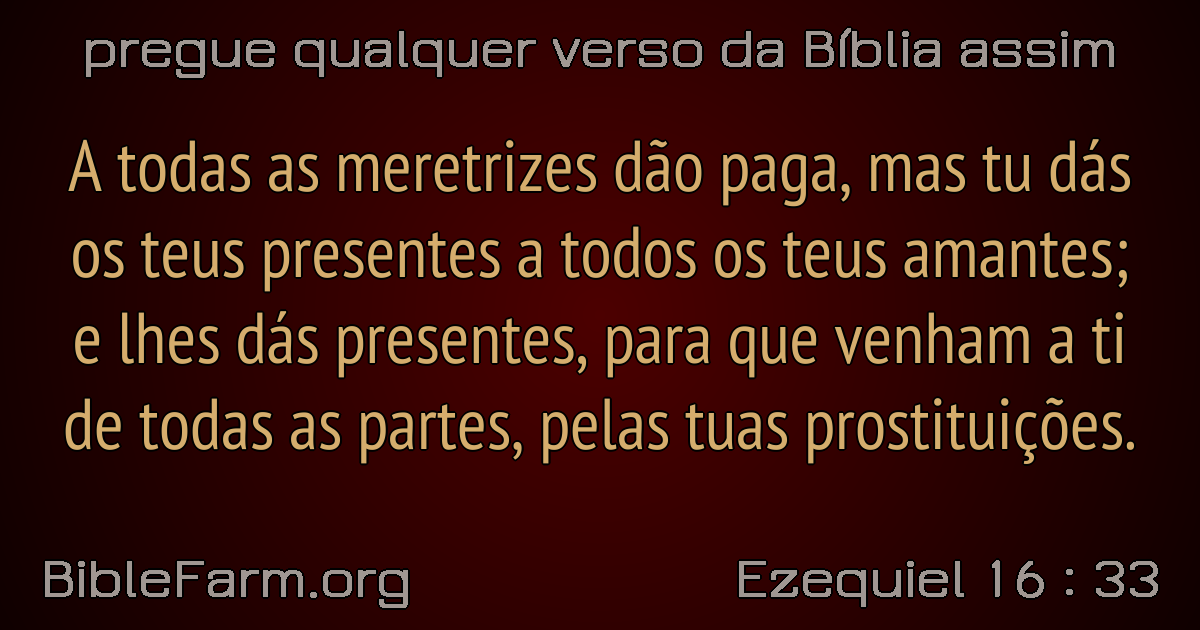 pregue qualquer verso da Bíblia assim
A todas as meretrizes dão paga, mas tu dás
os teus presentes a todos os teus amantes;
e lhes dás presentes, para que venham a ti
de todas as partes, pelas tuas prostituições.
BibleFarm.org
Ezequiel 16 : 33